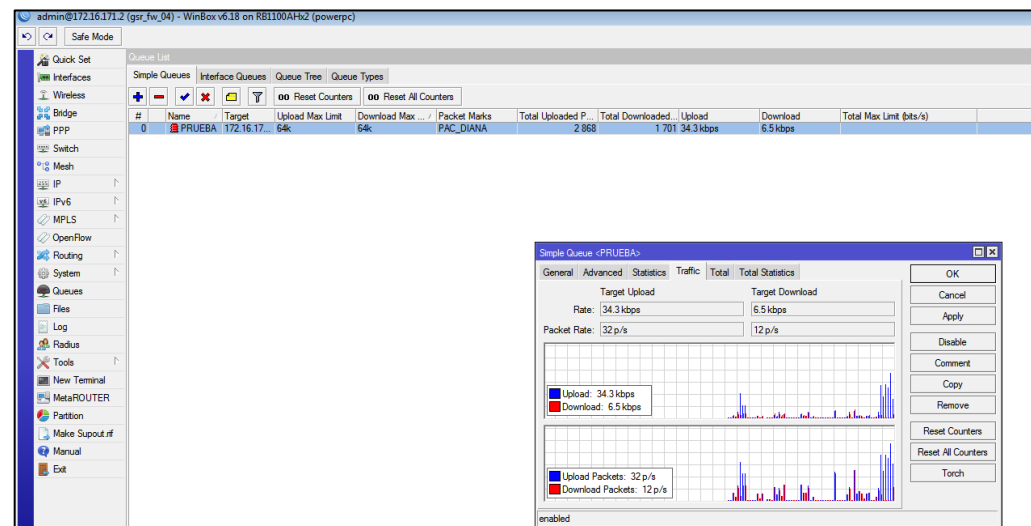 admin@172.16.171.2 (gsr_fw_04) - WinBox v6.18 on RB1100AHx2 (powerpc)
Safe Mode
Quick Set
Interfaces
Wireless
Bridge
PPP
Switch
Mesh
IP
IPv6
MPLS
OpenFlow
Routing
System
Queues
Files
Log
Radius
Tools
New Terminal
MetaROUTER
Partition
Make Supout.rif
Manual
Exit
Queue List
Simple Queues Interface Queues Queue Tree Queue Types
00 Reset Counters 00 Reset All Counters
# Name Target Upload Max Limit Download Max ... Packet Marks Total Uploaded P... Total Downloaded... Upload Download Total Max Limit (bits/s)
0 PRUEBA 172.16.17... 64k 64k PAC_DIANA 2 868 1 701 34.3 kbps 6.5 kbps
Simple Queue <PRUEBA>
General Advanced Statistics Traffic Total Total Statistics
Target Upload Target Download
Rate: 34.3 kbps 6.5 kbps
Packet Rate: 32 p/s 12 p/s
Upload: 34.3 kbps
Download: 6.5 kbps
Upload Packets: 32 p/s
Download Packets: 12 p/s
enabled
OK
Cancel
Apply
Disable
Comment
Copy
Remove
Reset Counters
Reset All Counters
Torch